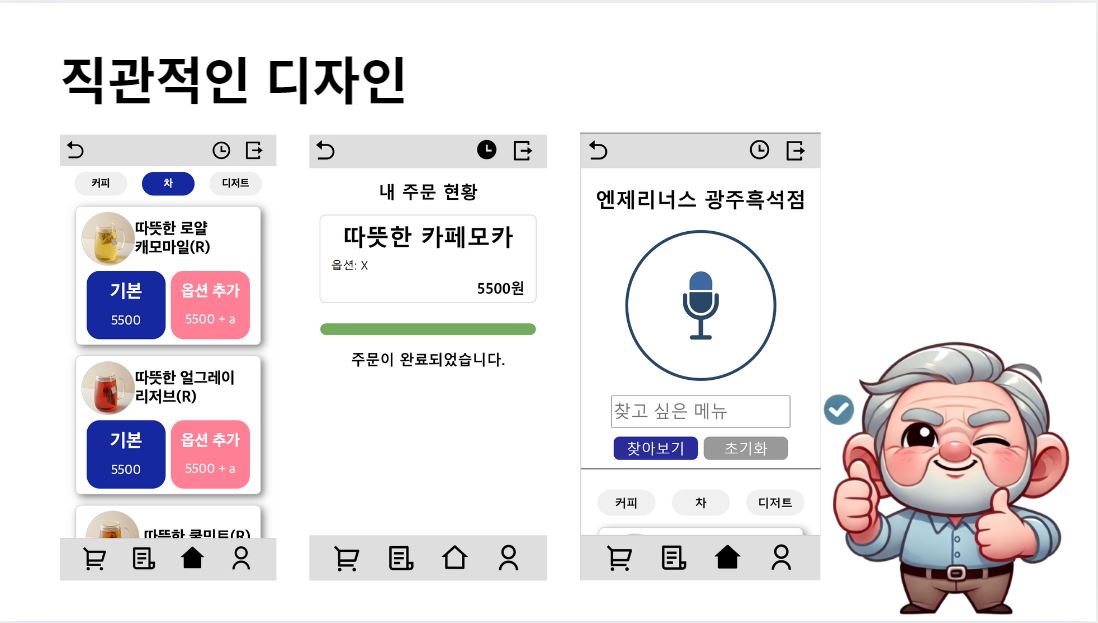 직관적인 디자인
커피
차
디저트
따뜻한 로얄
캐모마일(R)
기본
5500
옵션 추가
5500 + a
따뜻한 얼그레이
리저브(R)
기본
5500
옵션 추가
5500 + a
따뜻한 쿨민트(R)
내 주문 현황
따뜻한 카페모카
옵션: X
5500원
주문이 완료되었습니다.
엔제리너스 광주흑석점
찾고 싶은 메뉴
찾아보기
초기화
커피
차
디저트